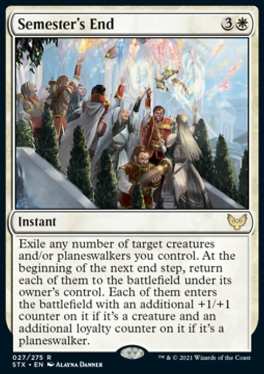 Semester's End 3
Instant
Exile any number of target creatures
and/or planeswalkers you control. At the
beginning of the next end step, return
each of them to the battlefield under its
owner's control. Each of them enters
the battlefield with an additional +1/+1
counter on it if it's a creature and an
additional loyalty counter on it if it's a
planeswalker.
027/275 R
STX • EN ALAYNA DANNER
™ & © 2021 Wizards of the Coast